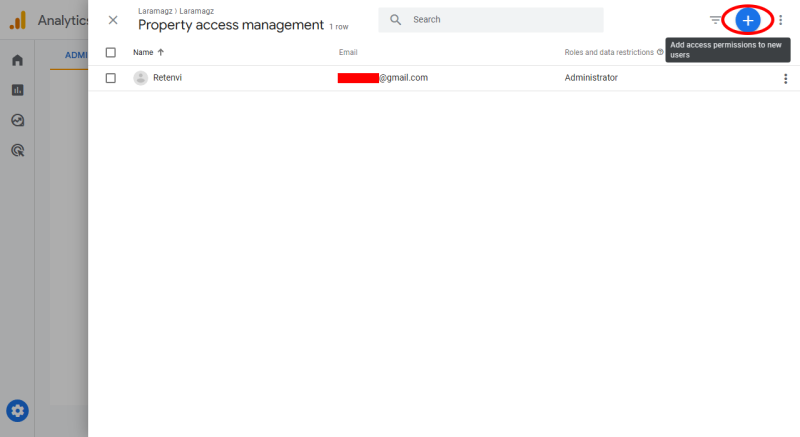 Analytics
Laramagz > Laramagz
Property access management 1 row
Search
Add access permissions to new
users
ADMI
Name Email Roles and data restrictions
Retenvi @gmail.com Administrator